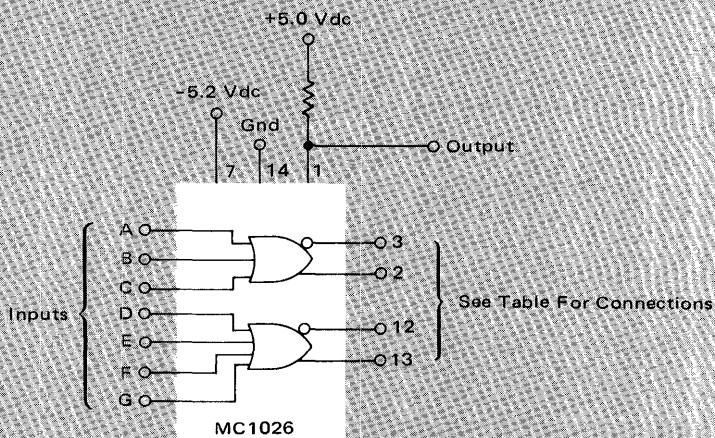 +5.0 Vdc
-5.2 Vdc
Gnd
Output
7 14 1
A
B
C
D
E
F
G
Inputs
3
2
12
13
See Table For Connections
MC1026